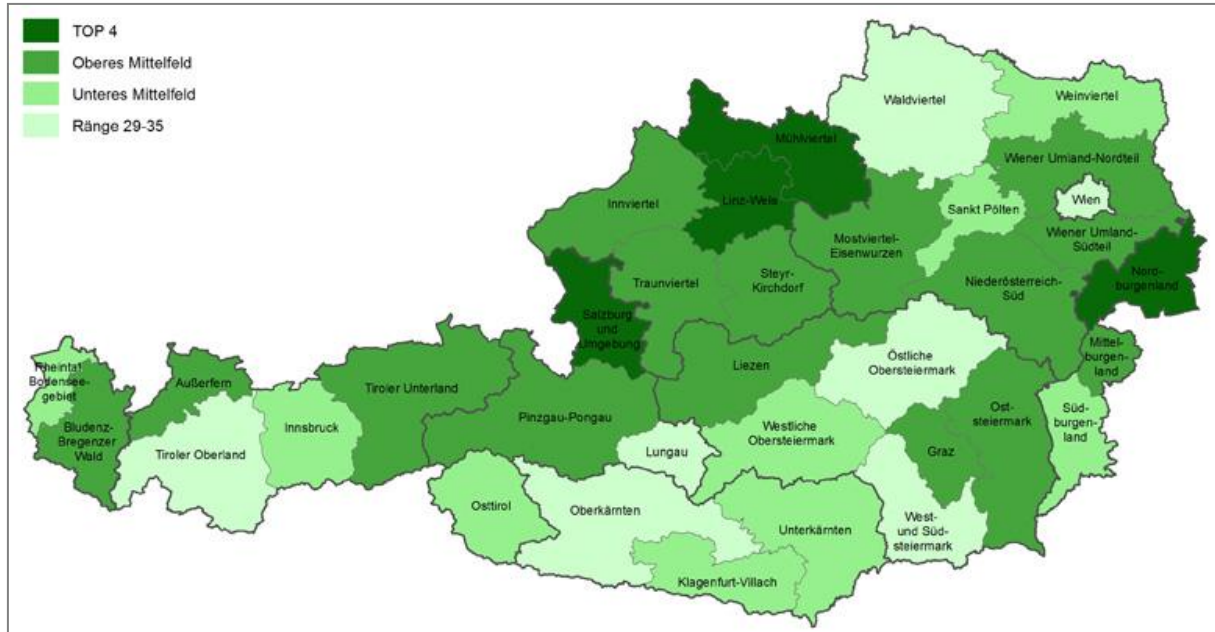 TOP 4
Oberes Mittelfeld
Unteres Mittelfeld
Ränge 29-35
Waldviertel
Weinviertel
Mühlviertel
Wiener Umland-Nordteil
Linz-Wels
Wien
Innviertel
Sankt Pölten
Mostviertel-
Eisenwurzen
Wiener Umland-
Südteil
Nord-
burgenland
Traunviertel
Steyr-
Kirchdorf
Niederösterreich-
Süd
Salzburg
und
Umgebung
Mittel-
burgen-
land
Rheintal
Bodensee-
gebiet
Außerfern
Tiroler Unterland
Liezen
Östliche
Obersteiermark
Bludenz-
Bregenzer
Wald
Innsbruck
Pinzgau-Pongau
Ost-
steiermark
Süd-
burgen-
land
Tiroler Oberland
Lungau
Westliche
Obersteiermark
Graz
Osttirol
Oberkärnten
Unterkärnten
West-
und Süd-
steiermark
Klagenfurt-Villach